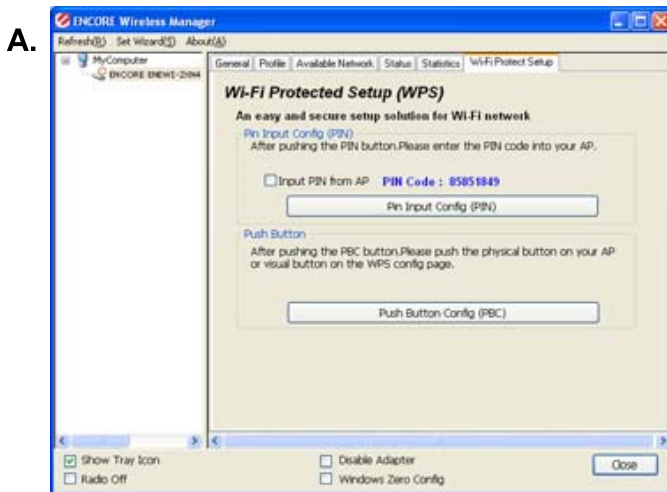 A.
ENCORE Wireless Manager
Refresh(R) Set Wizard(S) About(A)
MyComputer
General Profile Available Network Status Statistics Wi-Fi Protect Setup
Wi-Fi Protected Setup (WPS)
An easy and secure setup solution for Wi-Fi network
Pin Input Config (PIN)
After pushing the PIN button.Please enter the PIN code into your AP.
Input PIN from AP PIN Code : 85851849
Pin Input Config (PIN)
Push Button
After pushing the PBC button.Please push the physical button on your AP
or visual button on the WPS config page.
Push Button Config (PBC)
Show Tray Icon
Disable Adapter
Close
Radio Off
Windows Zero Config